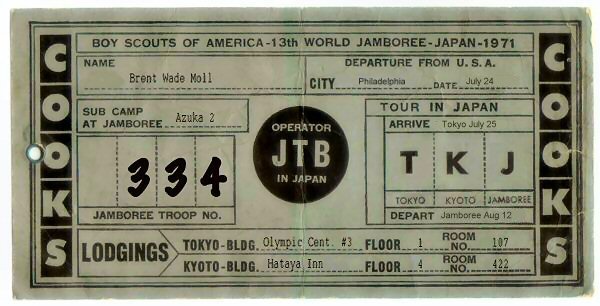 BOY SCOUTS OF AMERICA-13th WORLD JAMBOREE-JAPAN-1971
COOKS
NAME
Brent Wade Moll
DEPARTURE FROM U.S.A.
CITY Philadelphia DATE July 24
SUB CAMP
AT JAMBOREE Azuka 2
334
JAMBOREE TROOP NO.
OPERATOR
JTB
IN JAPAN
TOUR IN JAPAN
ARRIVE Tokyo July 25
T K J
TOKYO KYOTO JAMBOREE
DEPART Jamboree Aug 12
COOKS
LODGINGS
TOKYO-BLDG. Olympic Cent. #3 FLOOR 1 ROOM NO. 107
KYOTO-BLDG. Hataya Inn FLOOR 4 ROOM NO. 422